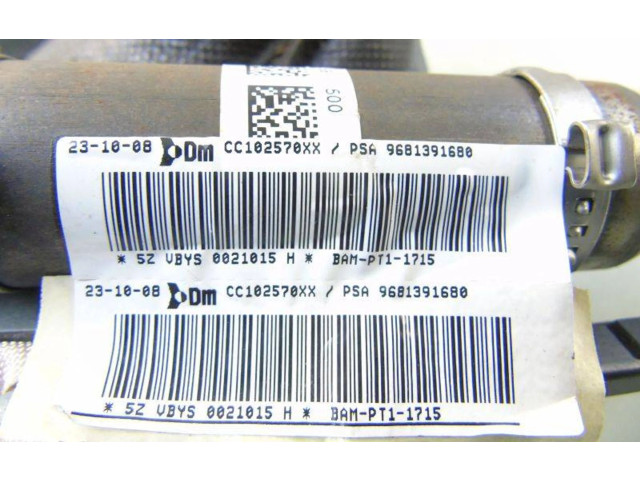 500
23-10-08 Dm CC102570XX / PSA 9681391680
* 5Z VBYS 0021015 H * BAM-PT1-1715
23-10-08 Dm CC102570XX / PSA 9681391680
* 5Z VBYS 0021015 H * BAM-PT1-1715